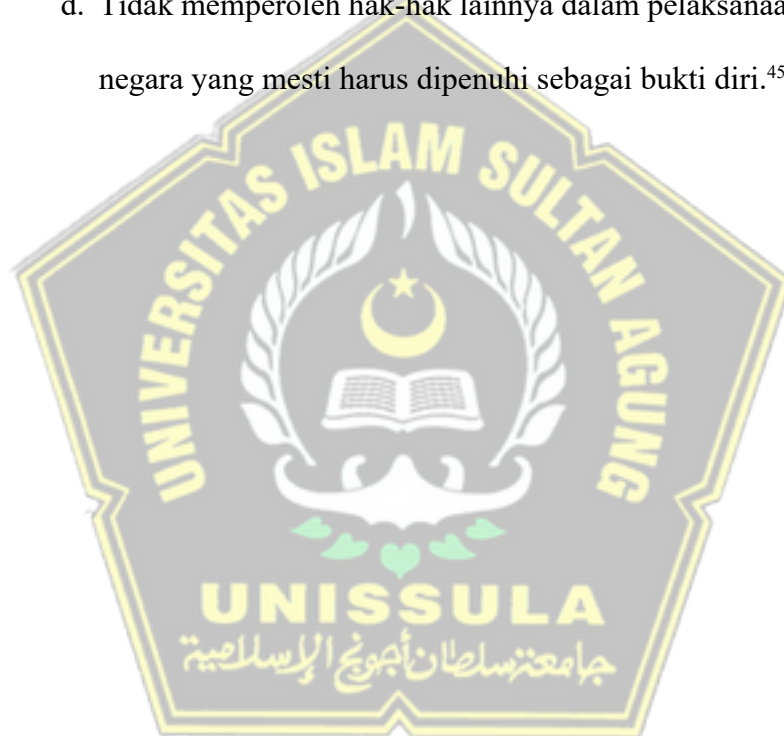 d. Tidak memperoleh hak-hak lainnya dalam pelaksanaa
negara yang mesti harus dipenuhi sebagai bukti diri.⁴⁵
UNIVERSITAS ISLAM SULTAN AGUNG
UNISSULA
جامعة سلطان أجونج الإسلامية